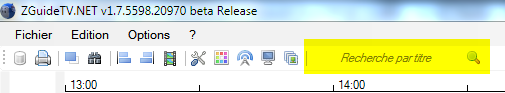 ZGuideTV.NET v1.7.5598.20970 beta Release
Fichier Edition Options ?
Recherche par titre
13:00 14:00